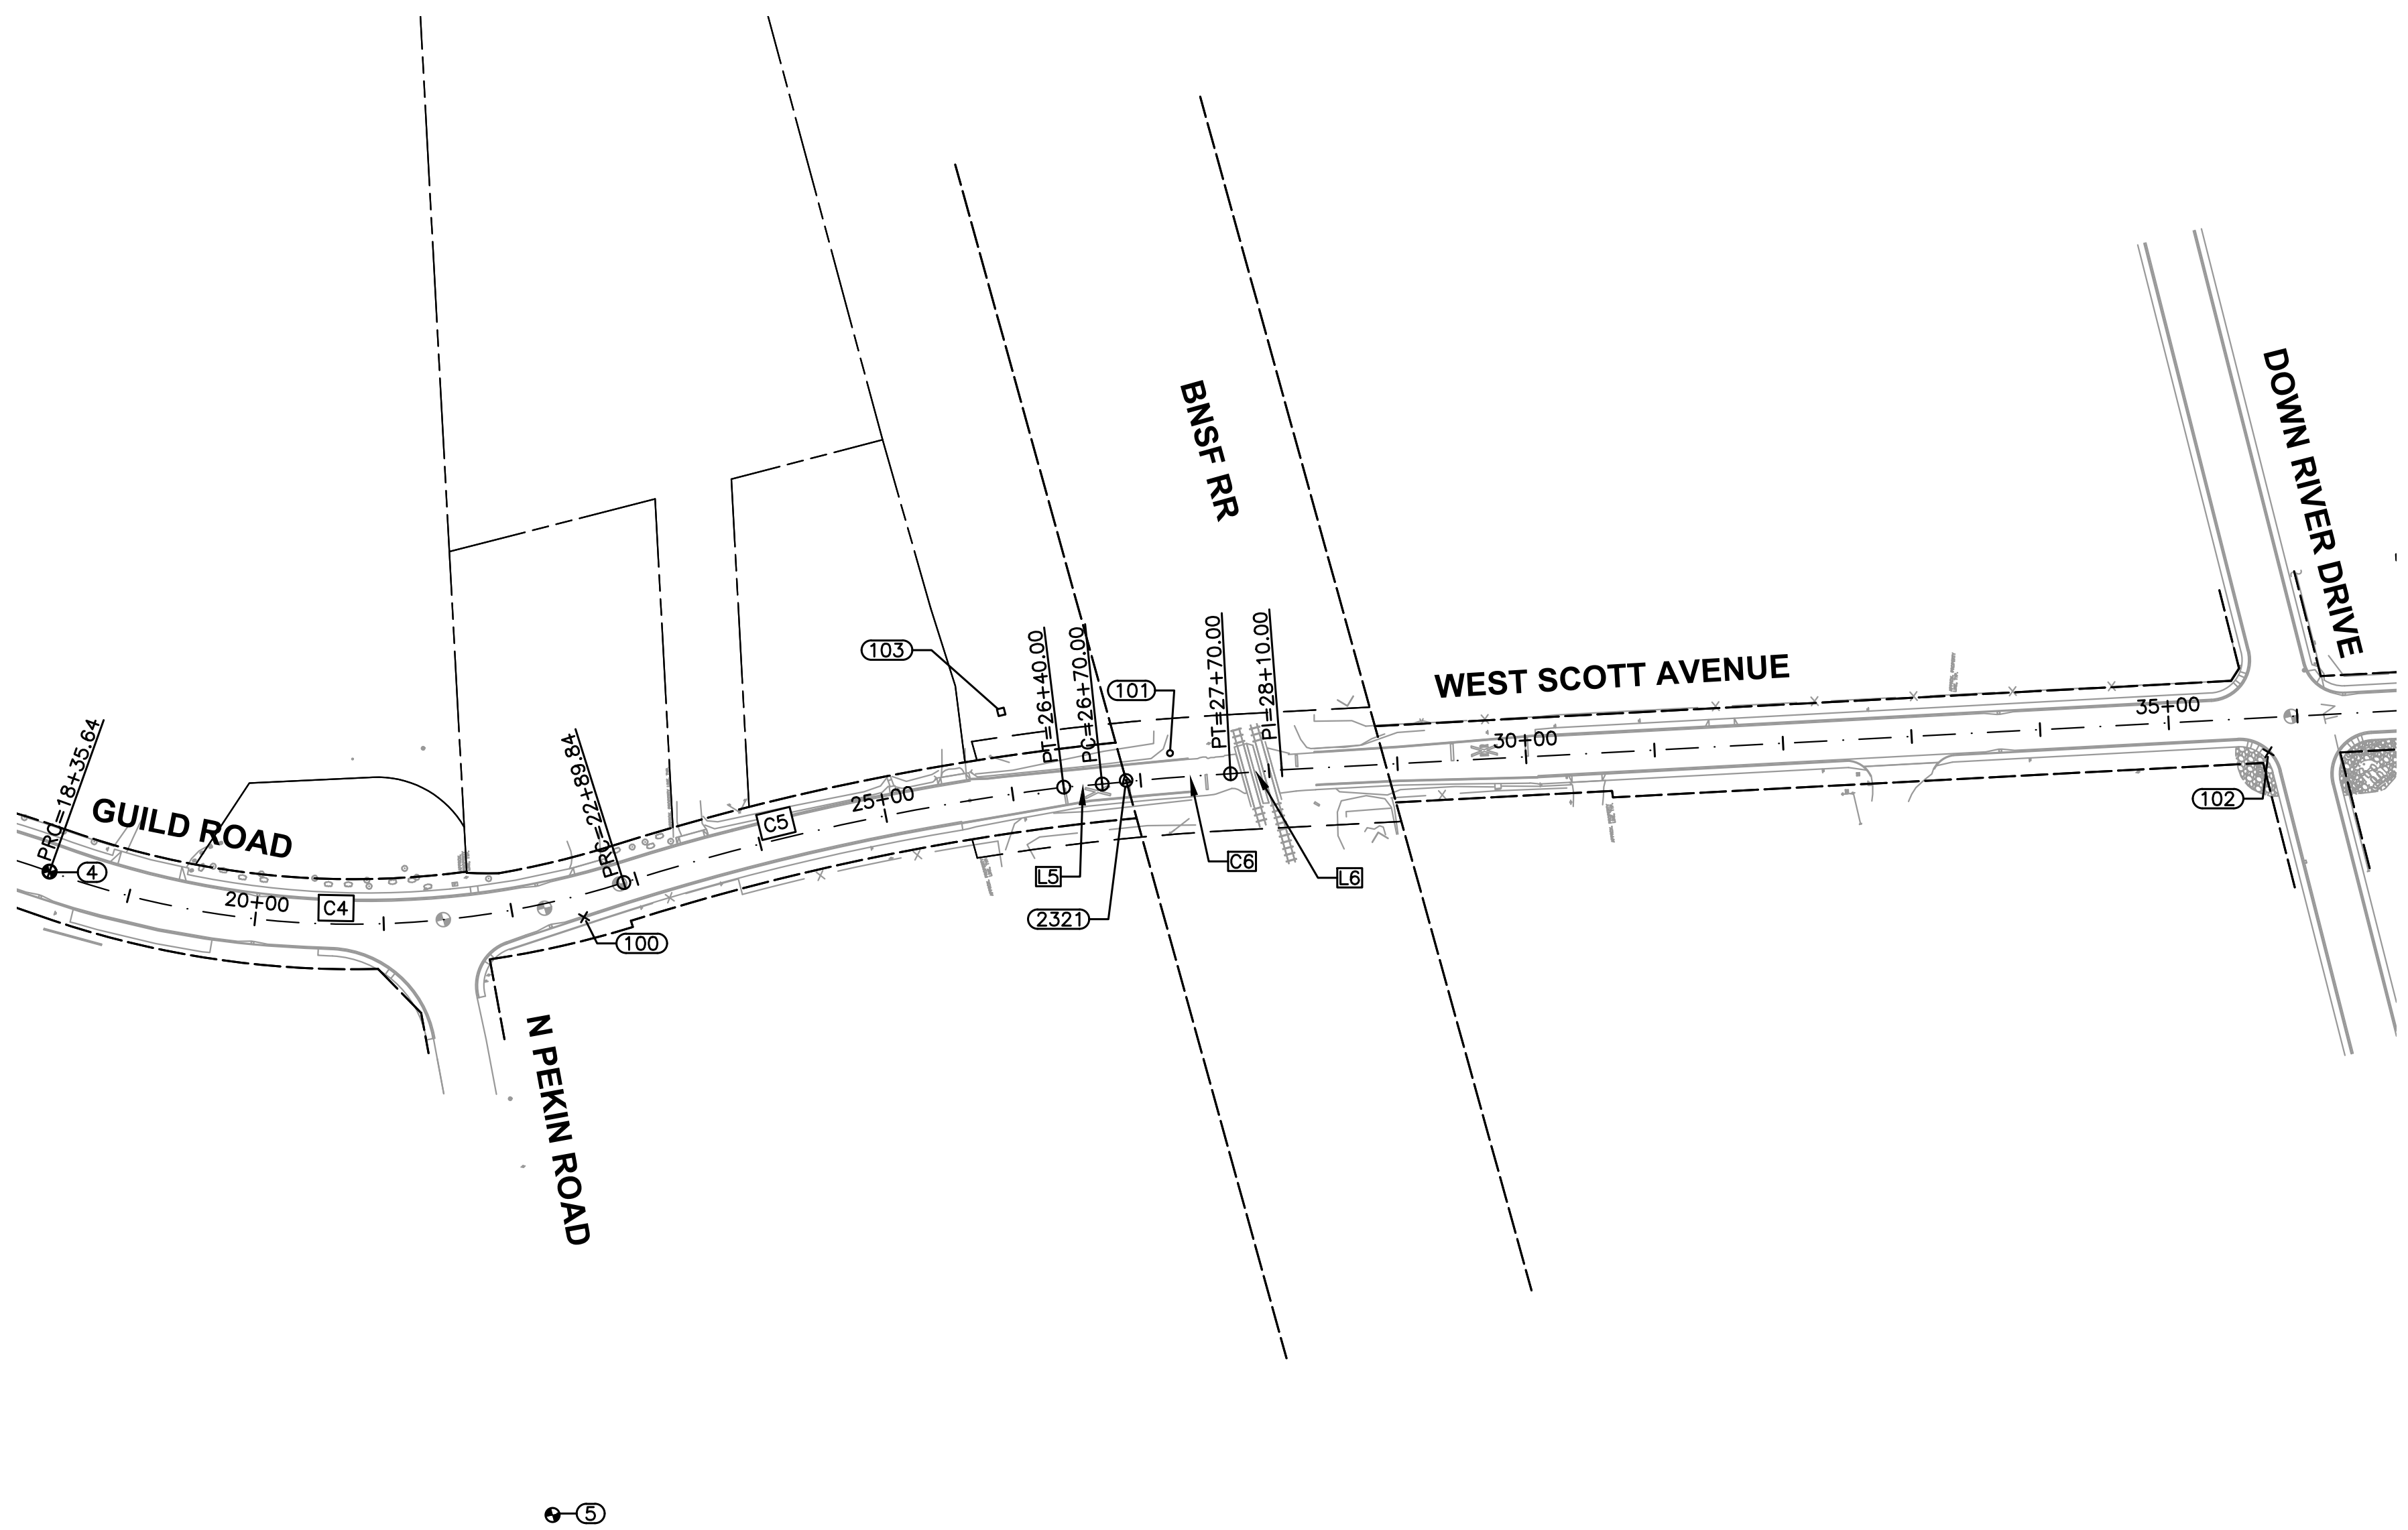 BNSF RR
DOWN RIVER DRIVE
WEST SCOTT AVENUE
GUILD ROAD
N PEKIN ROAD
PRC=18+35.64
PRC=22+89.84
PT=26+40.00
PC=26+70.00
PT=27+70.00
PI=28+10.00
103
101
35+00
30+00
25+00
102
C5
4
20+00
C4
L5
C6
L6
2321
100
5